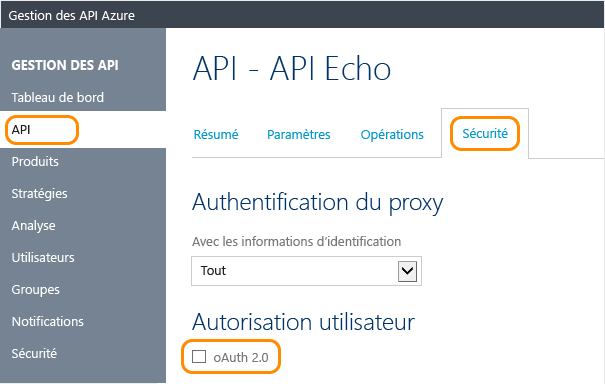 Gestion des API Azure
GESTION DES API
Tableau de bord
API
Produits
Stratégies
Analyse
Utilisateurs
Groupes
Notifications
Sécurité
API - API Echo
Résumé Paramètres Opérations Sécurité
Authentification du proxy
Avec les informations d'identification
Tout
Autorisation utilisateur
oAuth 2.0